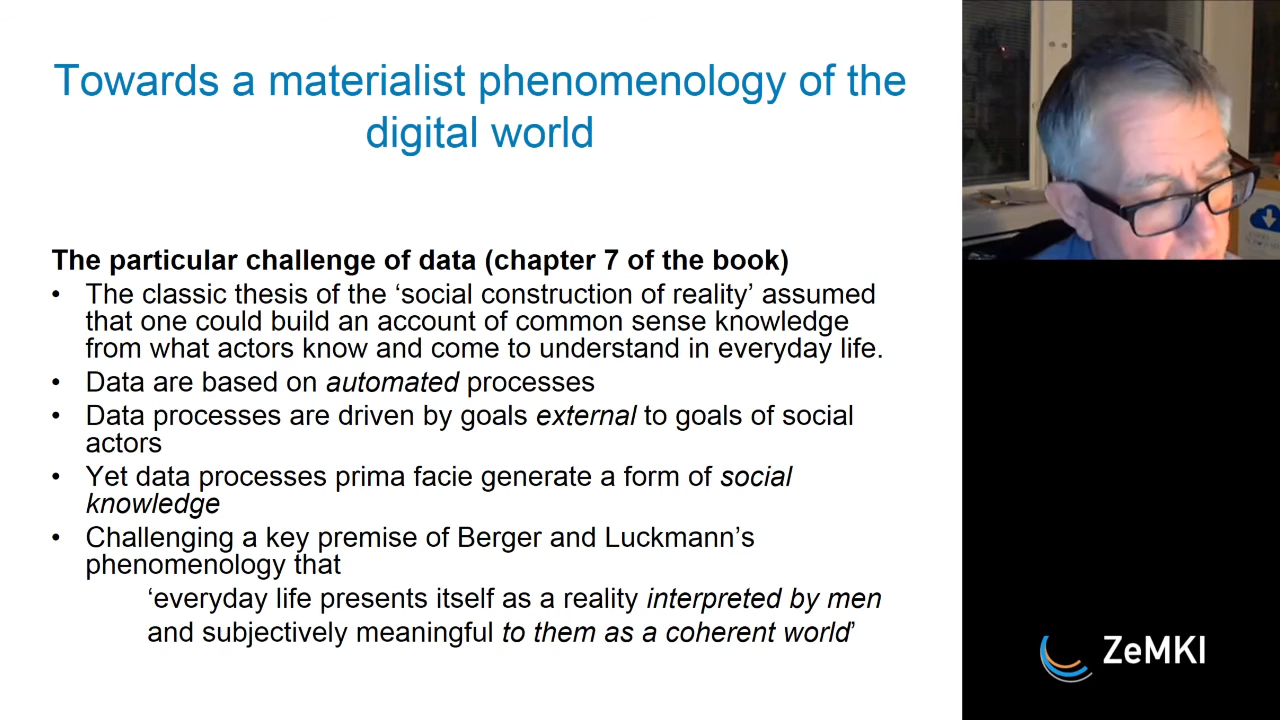 Towards a materialist phenomenology of the
digital world
The particular challenge of data (chapter 7 of the book)
• The classic thesis of the ‘social construction of reality’ assumed
that one could build an account of common sense knowledge
from what actors know and come to understand in everyday life.
• Data are based on automated processes
• Data processes are driven by goals external to goals of social
actors
• Yet data processes prima facie generate a form of social
knowledge
• Challenging a key premise of Berger and Luckmann’s
phenomenology that
‘everyday life presents itself as a reality interpreted by men
and subjectively meaningful to them as a coherent world’
ZeMKI